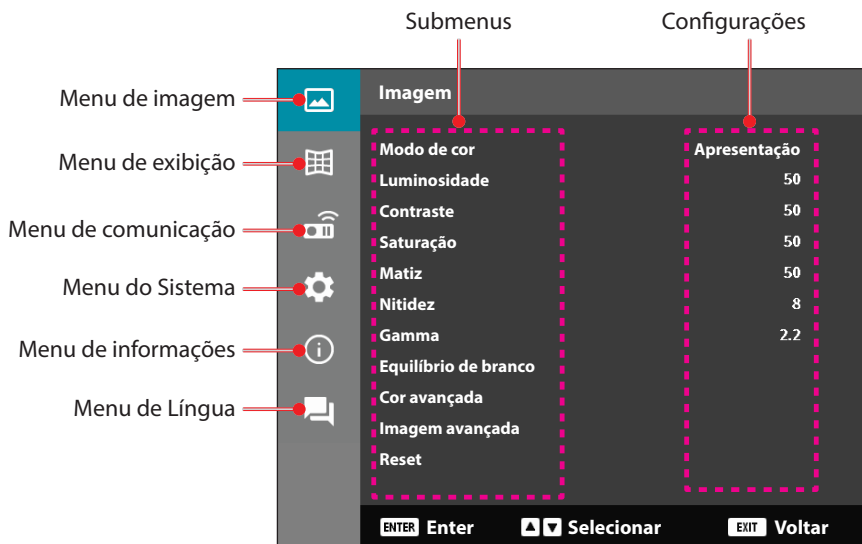 Submenus
Configurações
Menu de imagem
Menu de exibição
Menu de comunicação
Menu do Sistema
Menu de informações
Menu de Língua
Imagem
Modo de cor Apresentação
Luminosidade 50
Contraste 50
Saturação 50
Matiz 50
Nitidez 8
Gamma 2.2
Equilíbrio de branco
Cor avançada
Imagem avançada
Reset
ENTER Enter
Selecionar
EXIT Voltar